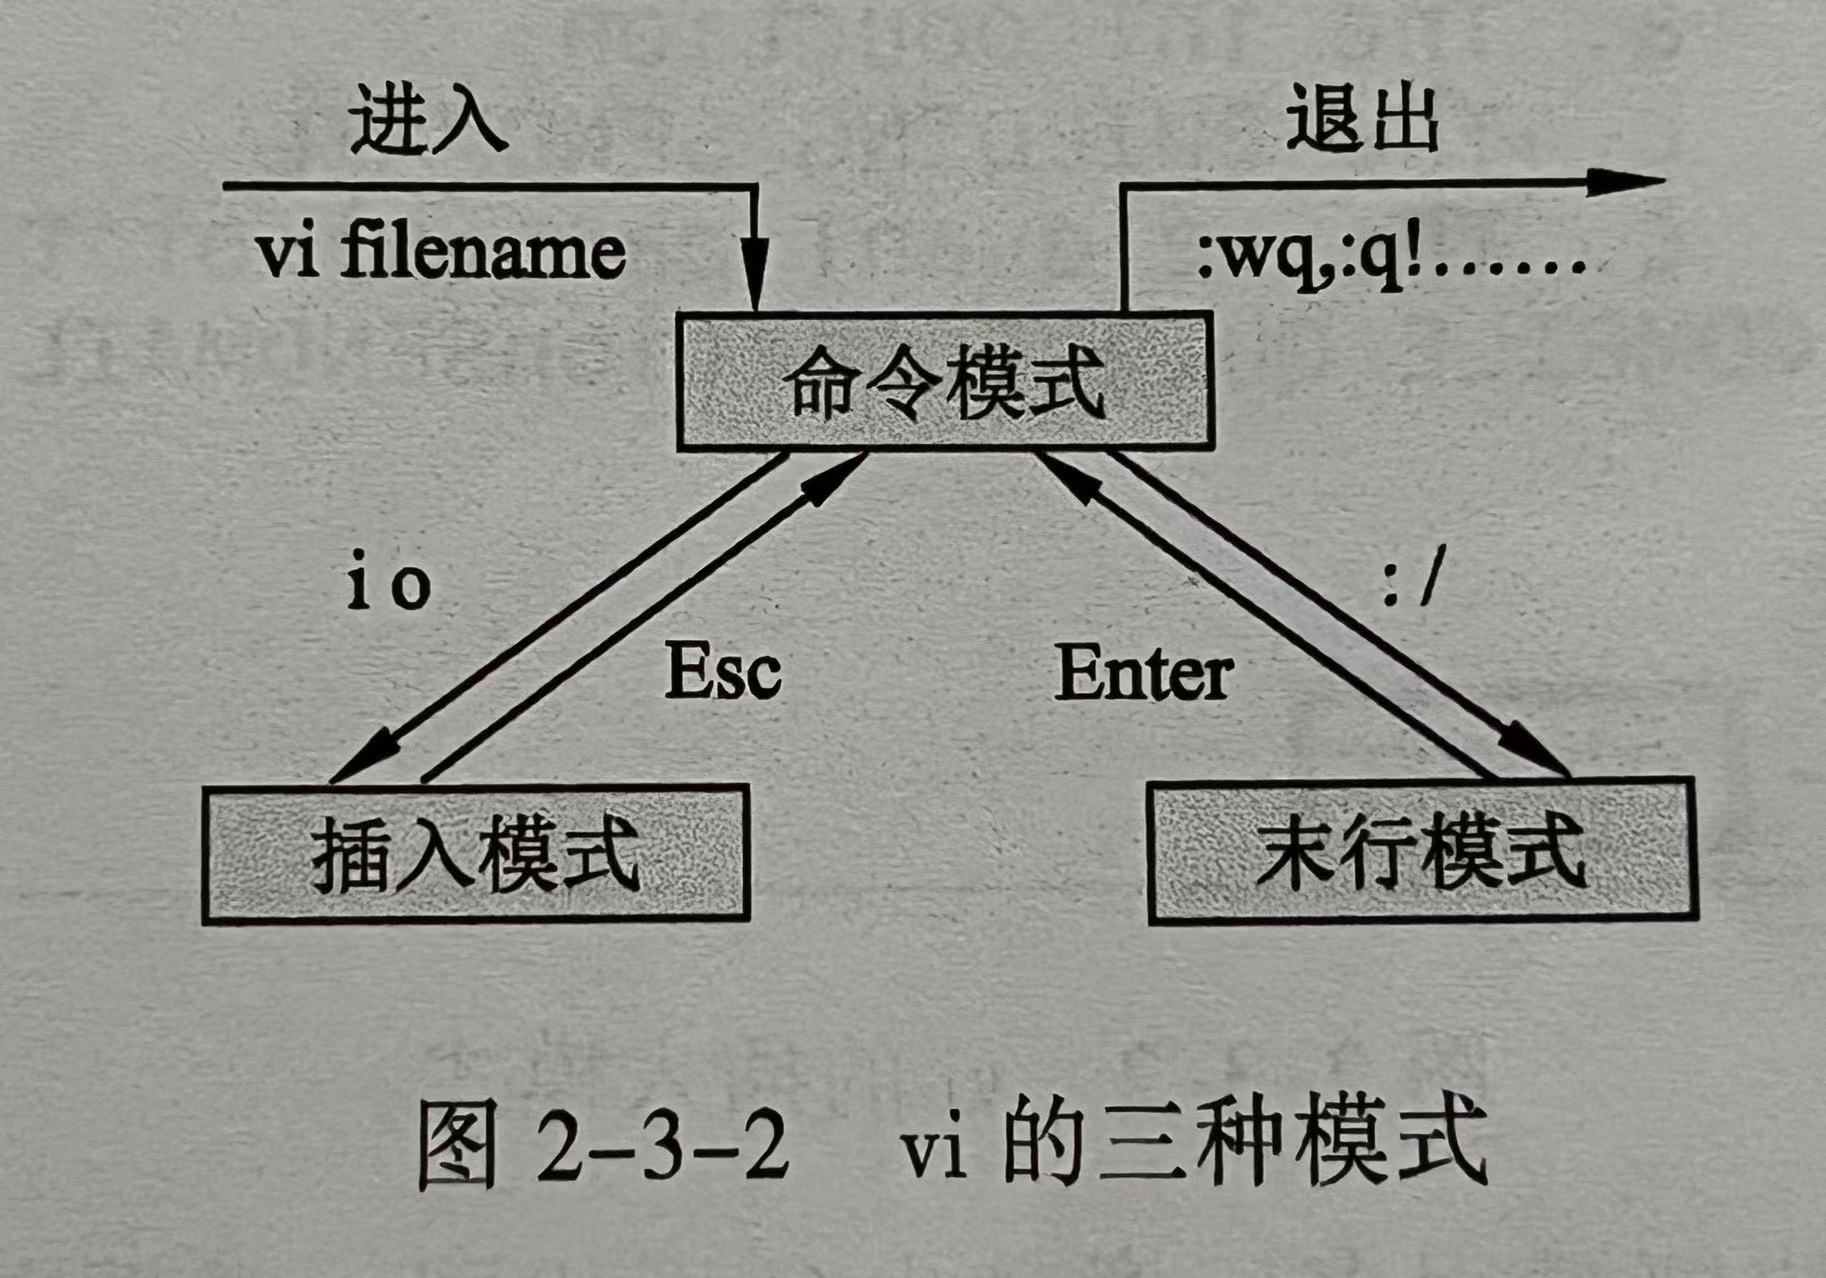 进入
退出
vi filename
:wq,:q!……
命令模式
i o
: /
Esc
Enter
插入模式
末行模式
图 2-3-2 vi 的三种模式